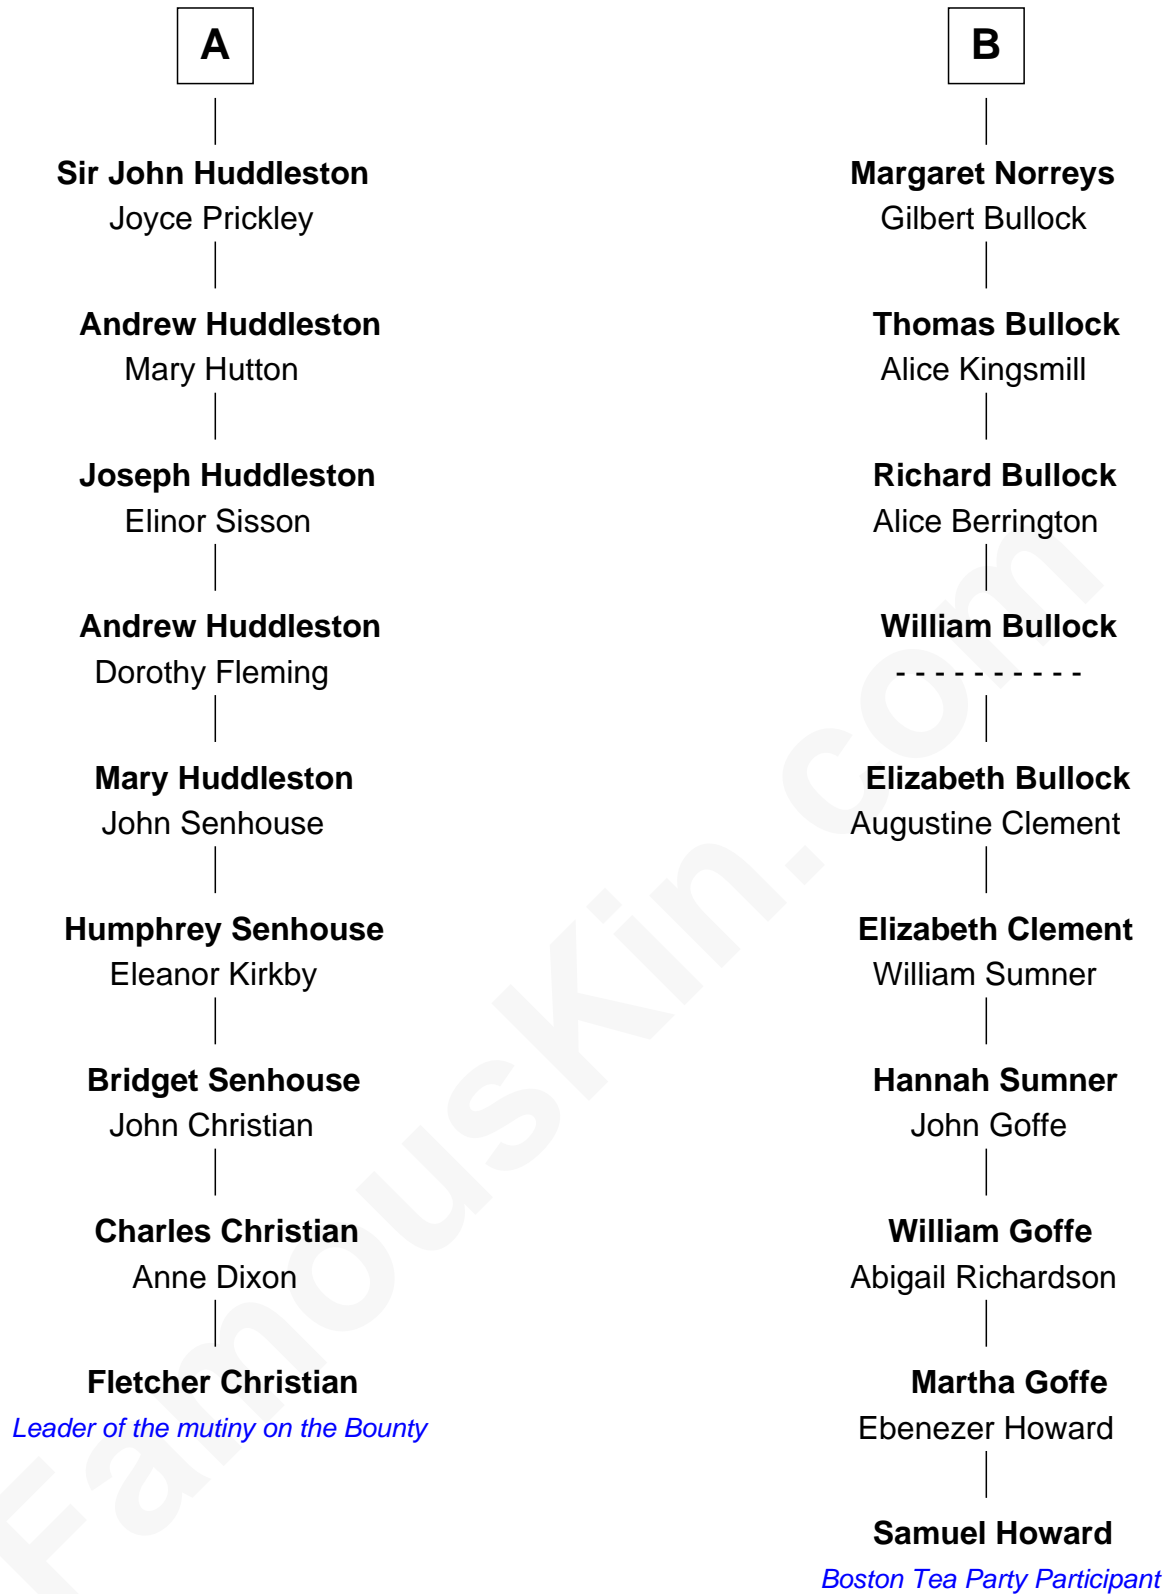 A
Sir John Huddleston
Joyce Prickley
Andrew Huddleston
Mary Hutton
Joseph Huddleston
Elinor Sisson
Andrew Huddleston
Dorothy Fleming
Mary Huddleston
John Senhouse
Humphrey Senhouse
Eleanor Kirkby
Bridget Senhouse
John Christian
Charles Christian
Anne Dixon
Fletcher Christian
Leader of the mutiny on the Bounty
B
Margaret Norreys
Gilbert Bullock
Thomas Bullock
Alice Kingsmill
Richard Bullock
Alice Berrington
William Bullock
- - - - - - - - - -
Elizabeth Bullock
Augustine Clement
Elizabeth Clement
William Sumner
Hannah Sumner
John Goffe
William Goffe
Abigail Richardson
Martha Goffe
Ebenezer Howard
Samuel Howard
Boston Tea Party Participant
FamousKin.com